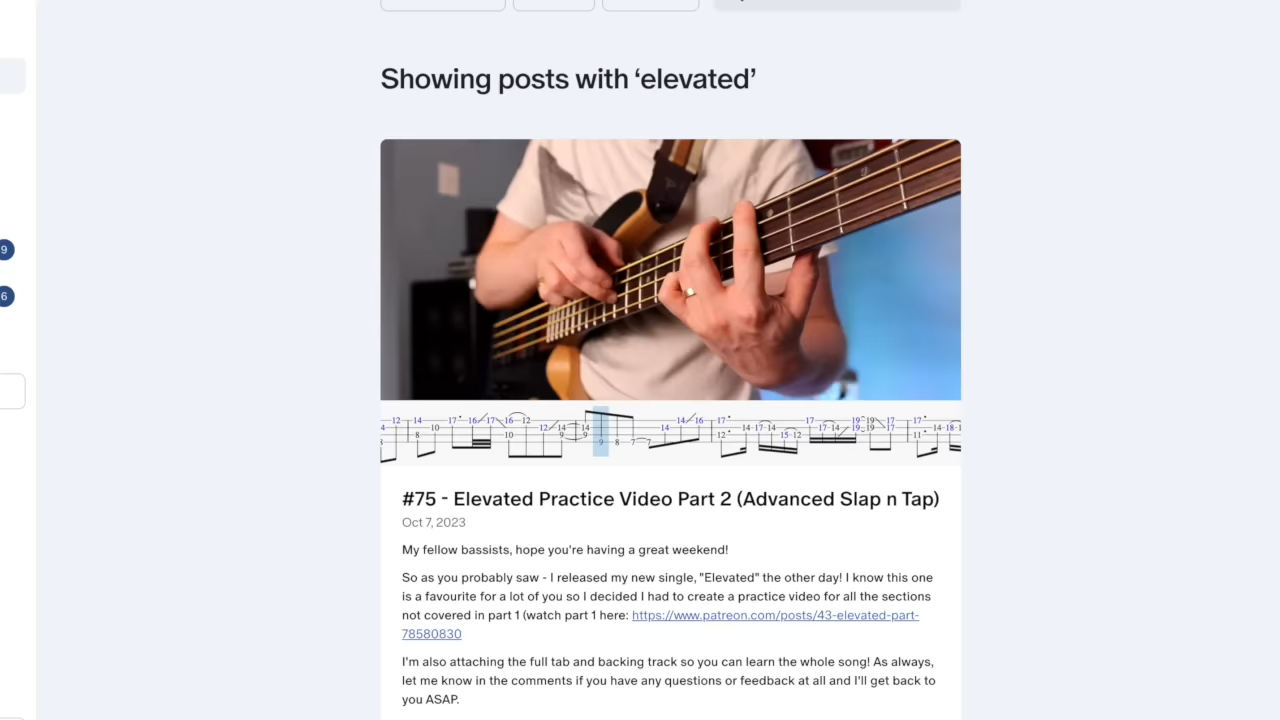 Showing posts with ‘elevated’
9
6
#75 - Elevated Practice Video Part 2 (Advanced Slap n Tap)
Oct 7, 2023
My fellow bassists, hope you're having a great weekend!
So as you probably saw - I released my new single, "Elevated" the other day! I know this one
is a favourite for a lot of you so I decided I had to create a practice video for all the sections
not covered in part 1 (watch part 1 here: https://www.patreon.com/posts/43-elevated-part-
78580830
I'm also attaching the full tab and backing track so you can learn the whole song! As always,
let me know in the comments if you have any questions or feedback at all and I'll get back to
you ASAP.